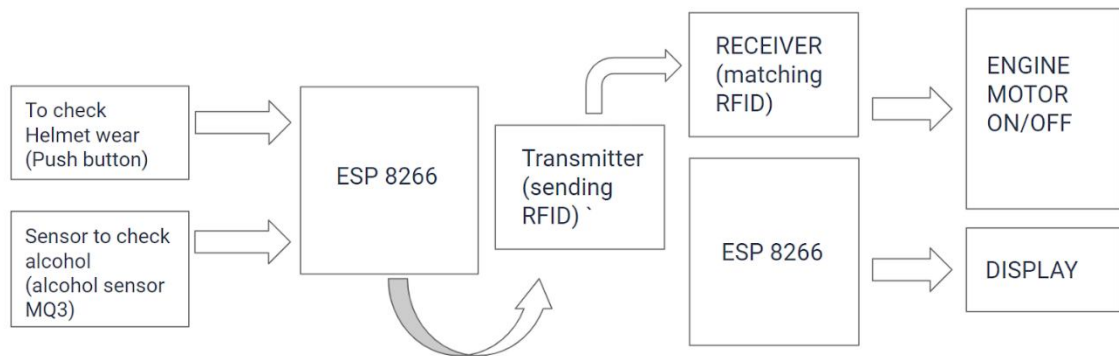 To check
Helmet wear
(Push button)
Sensor to check
alcohol
(alcohol sensor
MQ3)
ESP 8266
Transmitter
(sending
RFID) `
RECEIVER
(matching
RFID)
ESP 8266
ENGINE
MOTOR
ON/OFF
DISPLAY